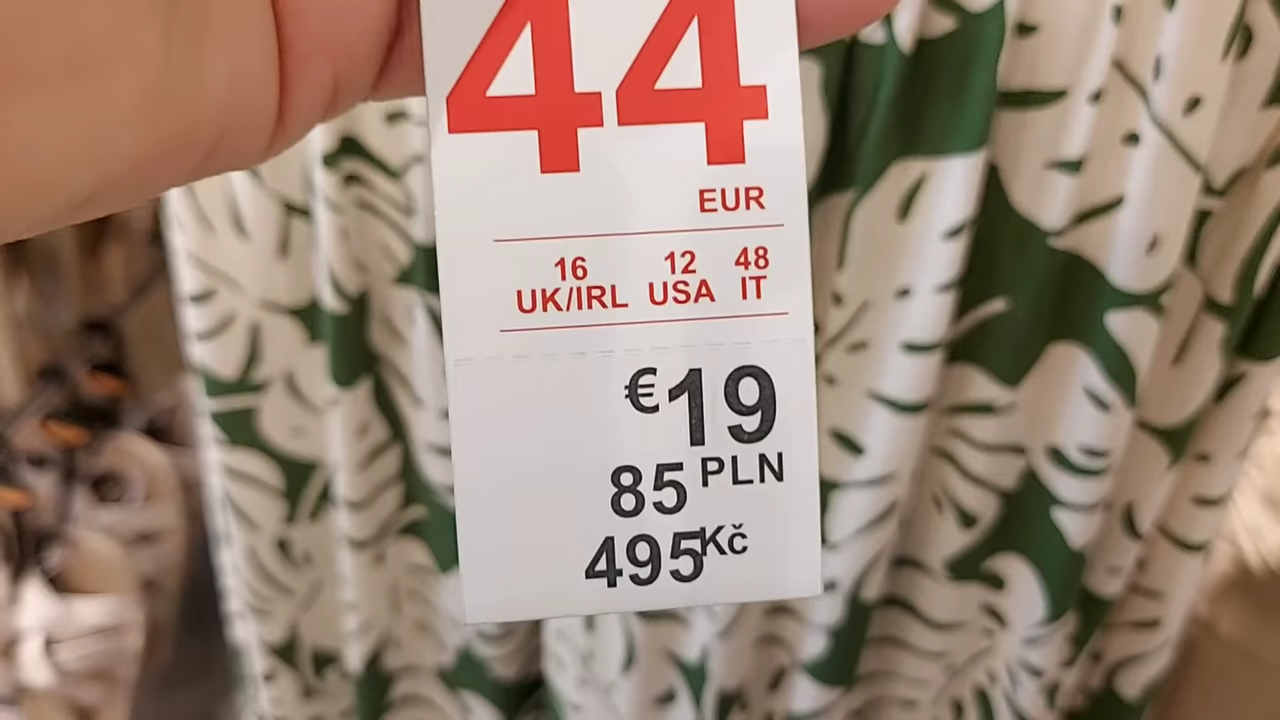 44
EUR
16 12 48
UK/IRL USA IT
€19
85 PLN
495 Kč